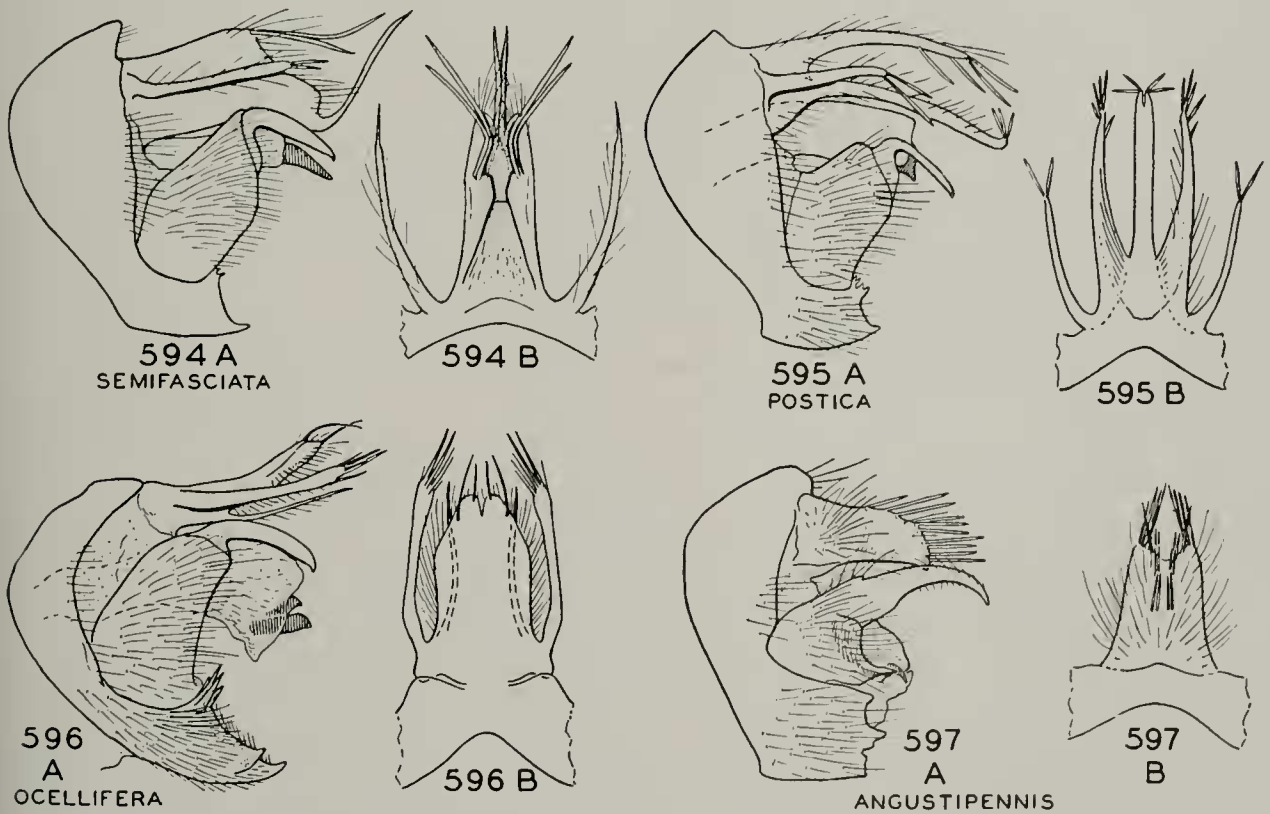 594 A
SEMIFASCIATA
594 B
595 A
POSTICA
595 B
596
A
OCELLIFERA
596 B
597
A
ANGUSTIPENNIS
597
B